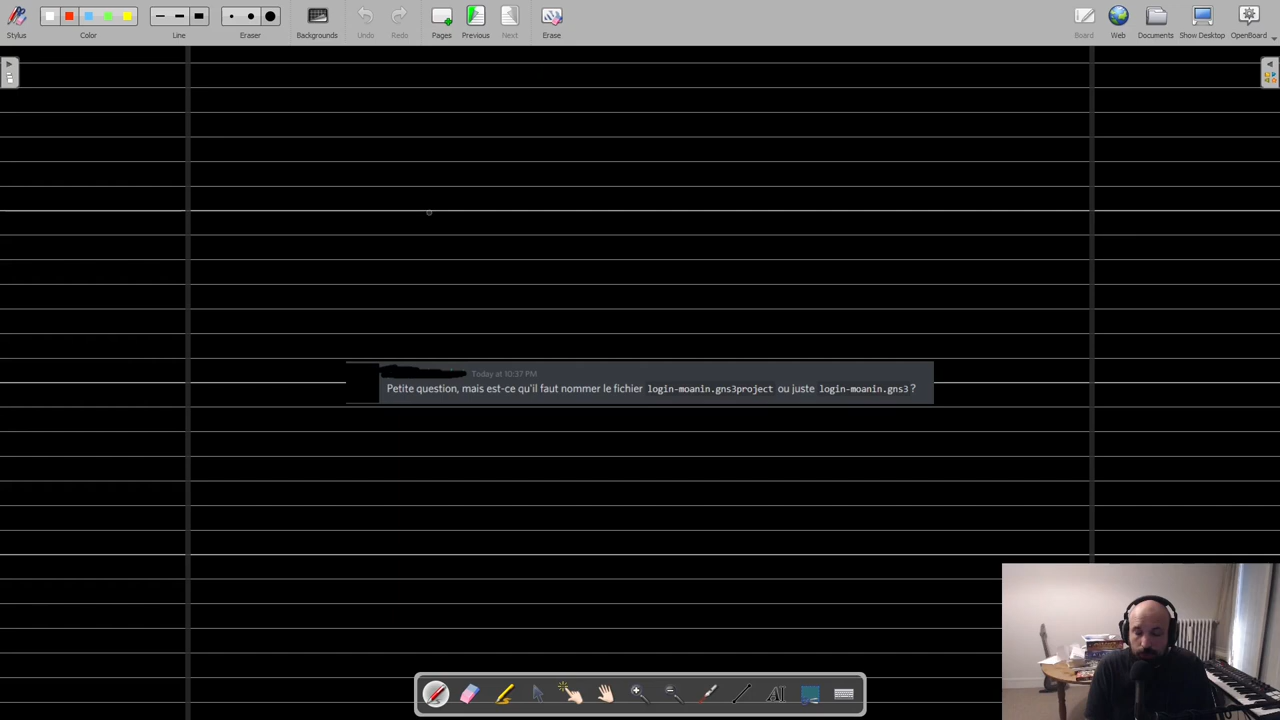 Stylus
Color
Line
Eraser
Backgrounds
Undo
Redo
Pages
Previous
Next
Erase
Board
Web
Documents
Show Desktop
OpenBoard
Today at 10:37 PM
Petite question, mais est-ce qu'il faut nommer le fichier login-moanin.gns3project ou juste login-moanin.gns3 ?
AI